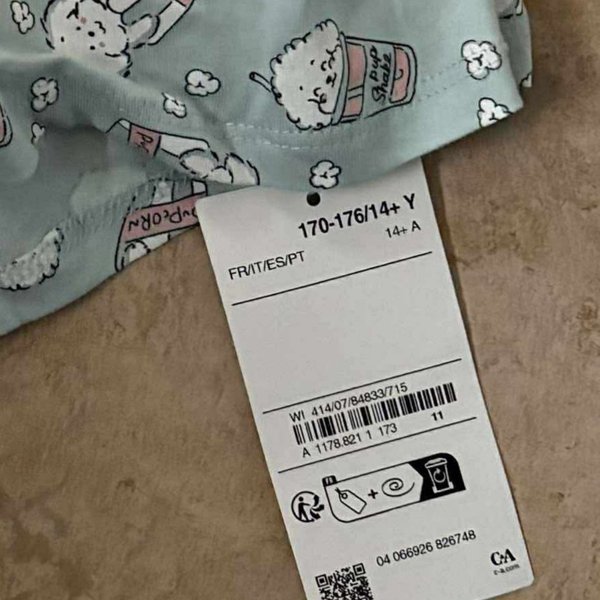 Pup
Shake
PUPCORN
170-176/14+ Y
14+ A
FR/IT/ES/PT
WI 414/07/84833/715
A 1178.821 1 173 11
04 066926 826748
C&A
c-a.com